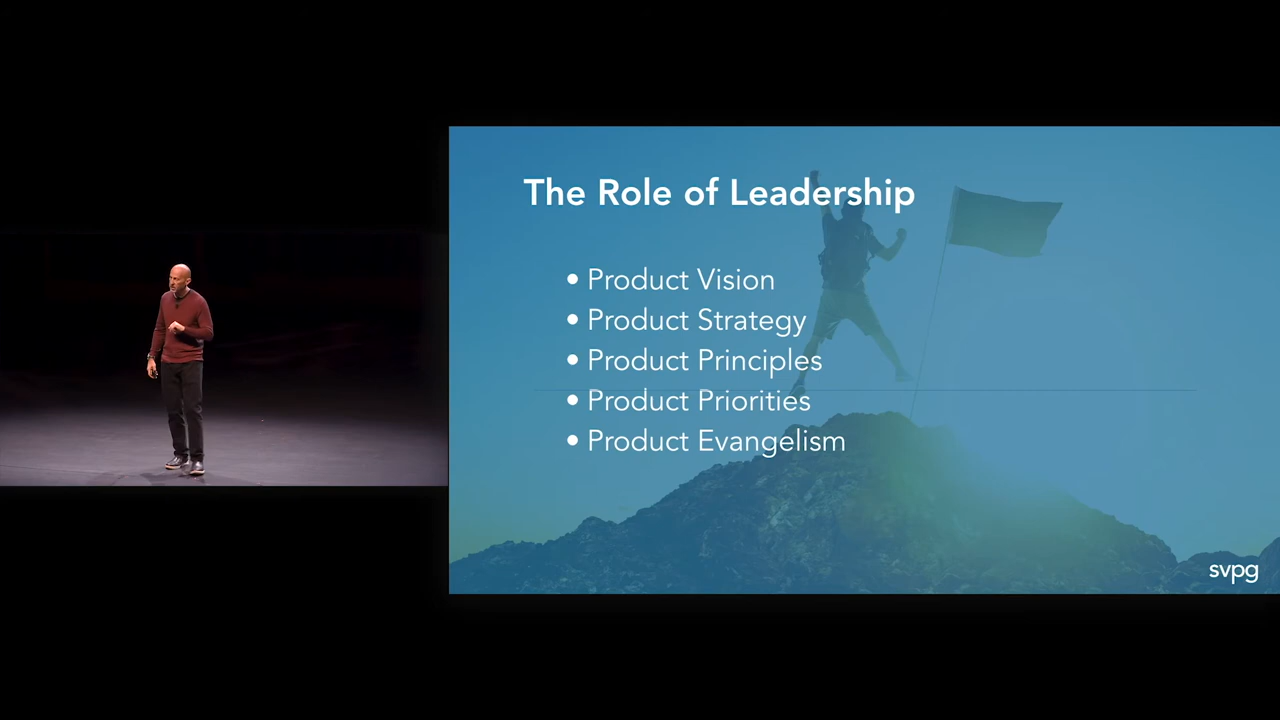 The Role of Leadership
• Product Vision
• Product Strategy
• Product Principles
• Product Priorities
• Product Evangelism
svpg